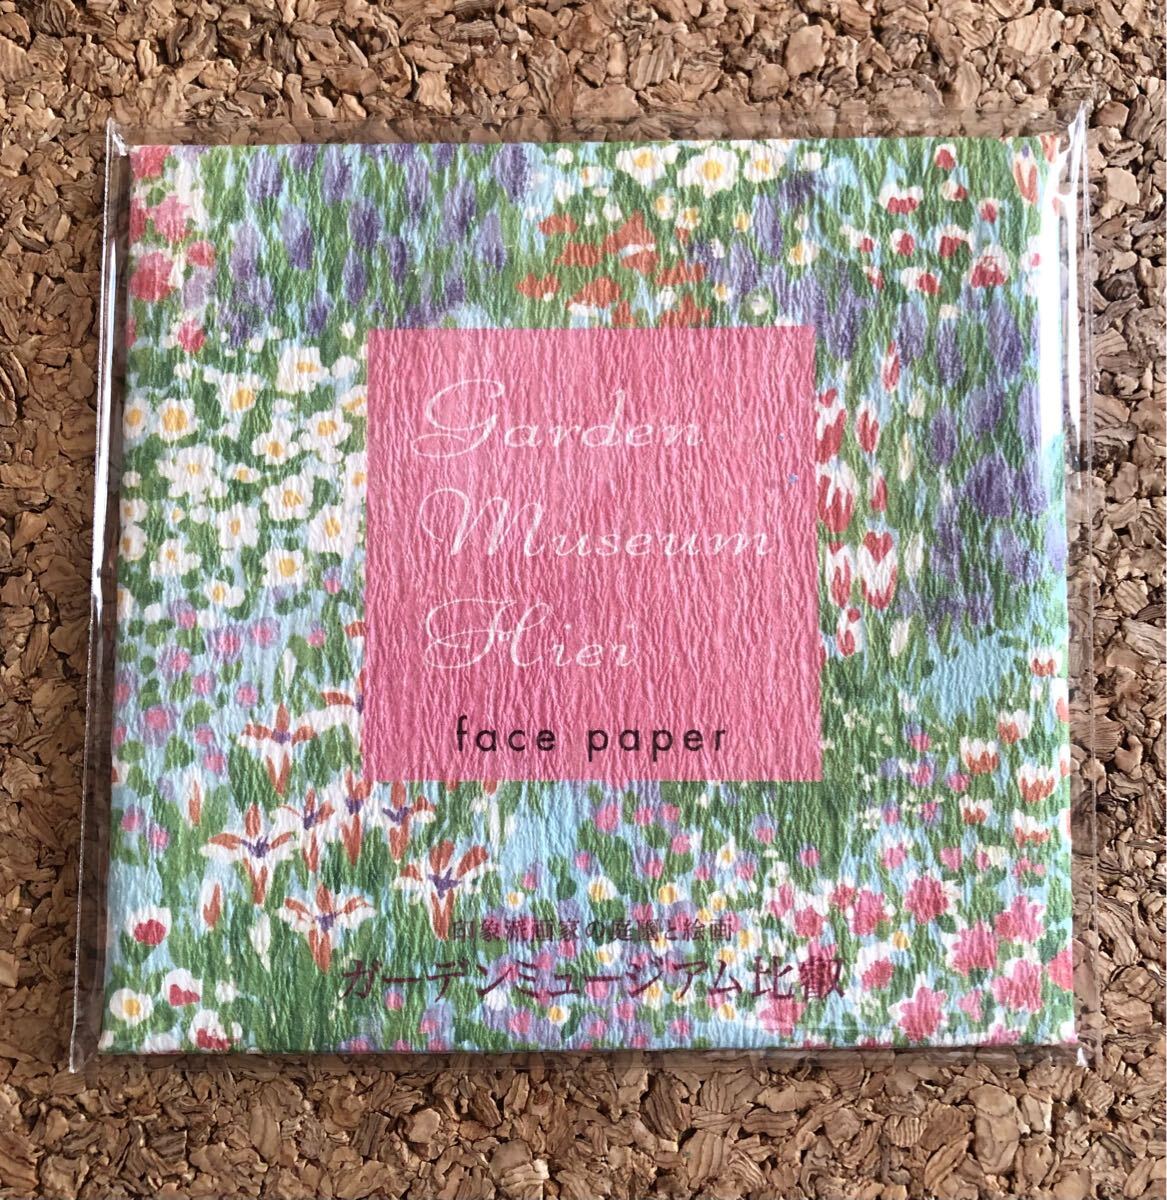 Garden
Museum
Hiei
face paper
印象派画家の庭園と絵画
ガーデンミュージアム比叡